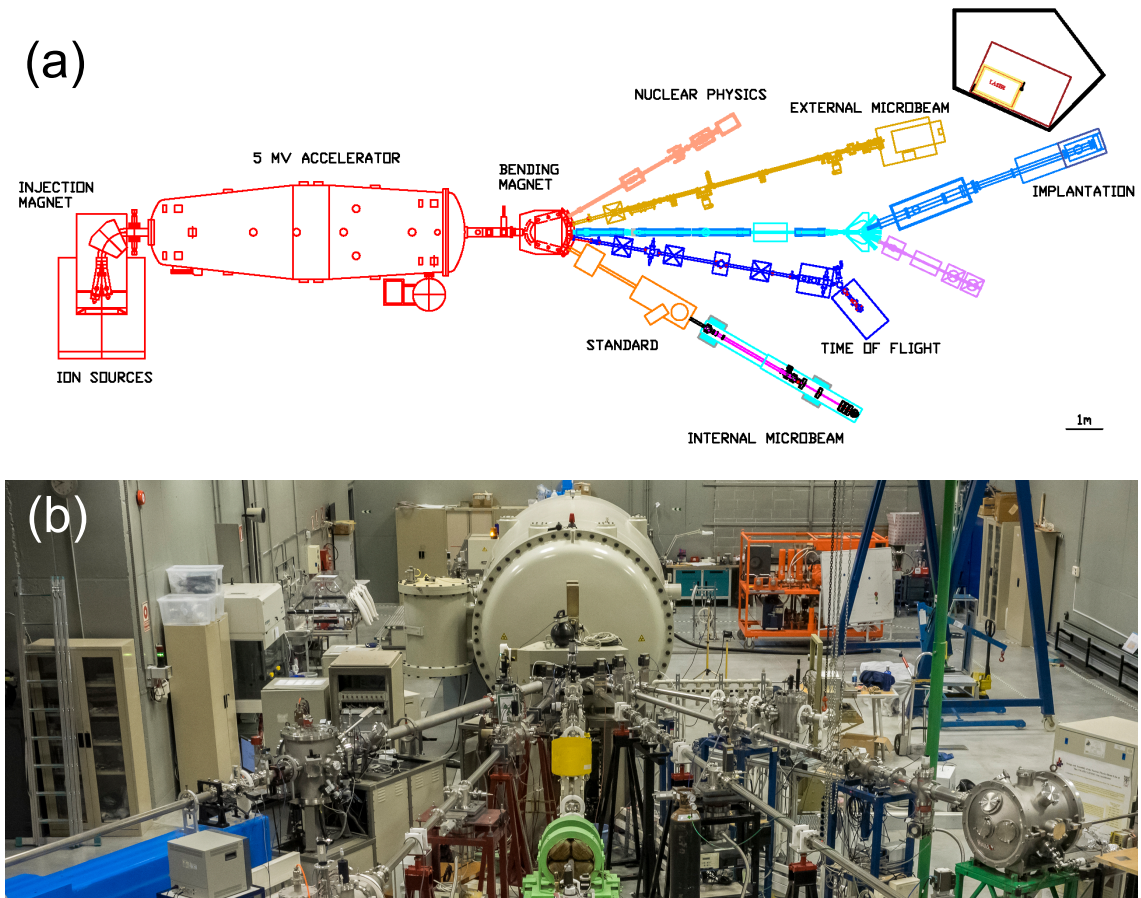 (a)
LASER
NUCLEAR PHYSICS
EXTERNAL MICROBEAM
5 MV ACCELERATOR
BENDING
MAGNET
INJECTION
MAGNET
IMPLANTATION
STANDARD
TIME OF FLIGHT
ION SOURCES
1m
INTERNAL MICROBEAM
(b)